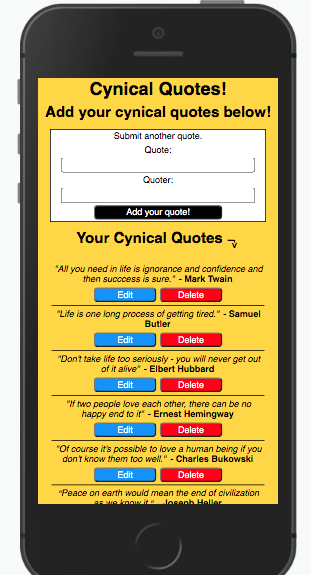 Cynical Quotes!
Add your cynical quotes below!
Submit another quote.
Quote:
Quoter:
Add your quote!
Your Cynical Quotes
"All you need in life is ignorance and confidence and
then succcess is sure." - Mark Twain
Edit Delete
"Life is one long process of getting tired." - Samuel
Butler
Edit Delete
"Don't take life too seriously - you will never get out
of it alive" - Elbert Hubbard
Edit Delete
"If two people love each other, there can be no
happy end to it" - Ernest Hemingway
Edit Delete
"Of course it's possible to love a human being if you
don't know them too well." - Charles Bukowski
Edit Delete
"Peace on earth would mean the end of civilization
as we know it." - Joseph Heller